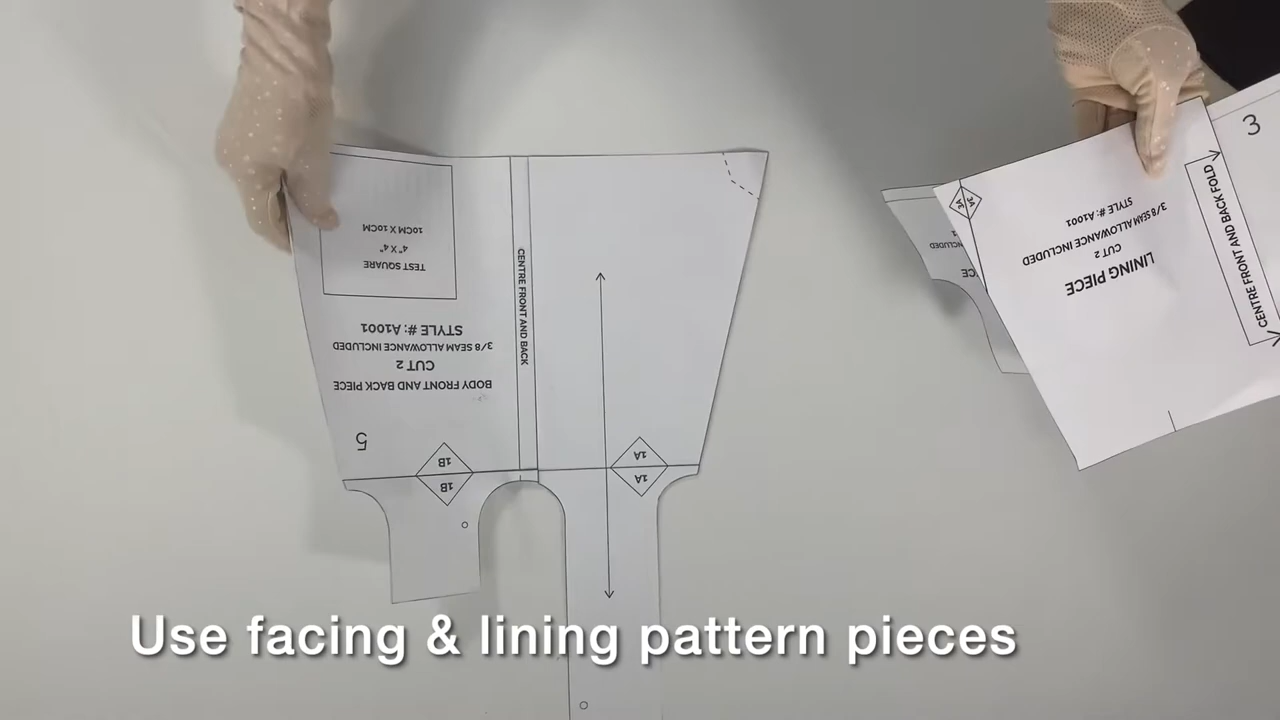 TEST SQUARE
4" X 4"
10CM X 10CM
BODY FRONT AND BACK PIECE
CUT 2
3/8 SEAM ALLOWANCE INCLUDED
STYLE #: A1001
5
CENTRE FRONT AND BACK
1B
1B
1A
1A
LINING PIECE
CUT 2
3/8 SEAM ALLOWANCE INCLUDED
STYLE #: A1001
CENTRE FRONT AND BACK FOLD
3
3A
3A
Use facing & lining pattern pieces